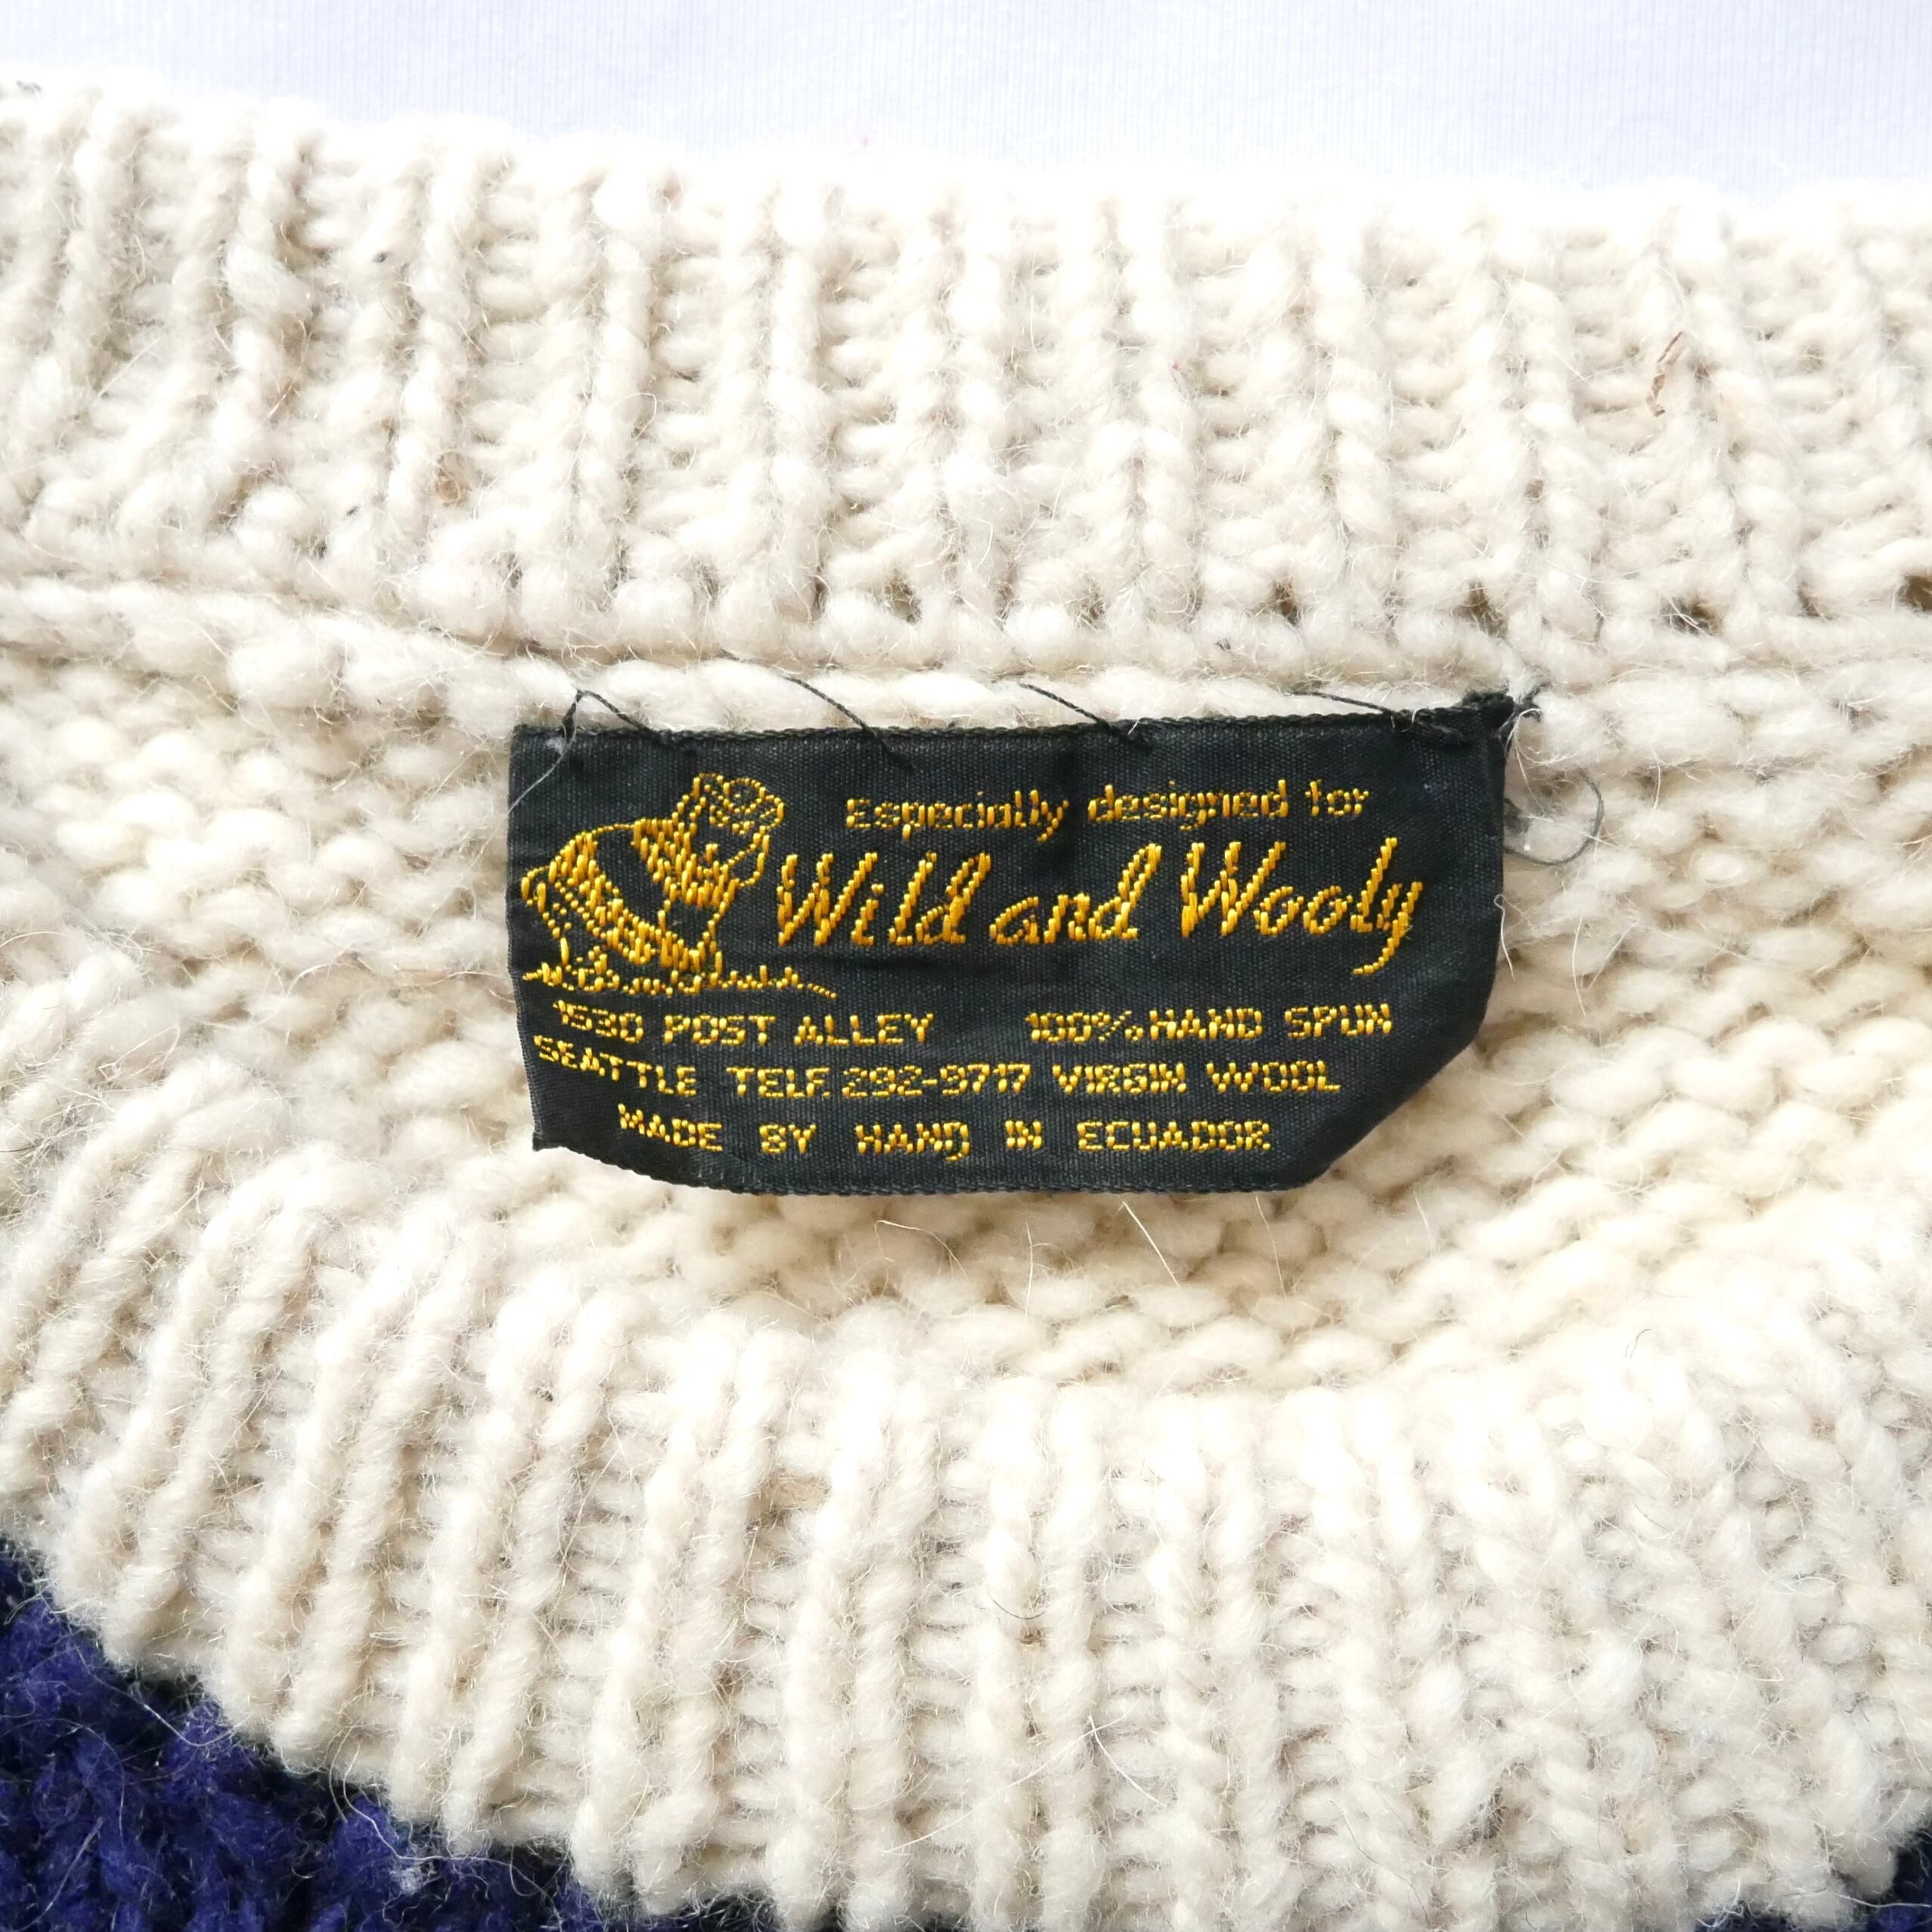 Especially designed for
Wild and Wooly
1530 POST ALLEY 100% HAND SPUN
SEATTLE TELF. 292-9717 VIRGIN WOOL
MADE BY HAND IN ECUADOR